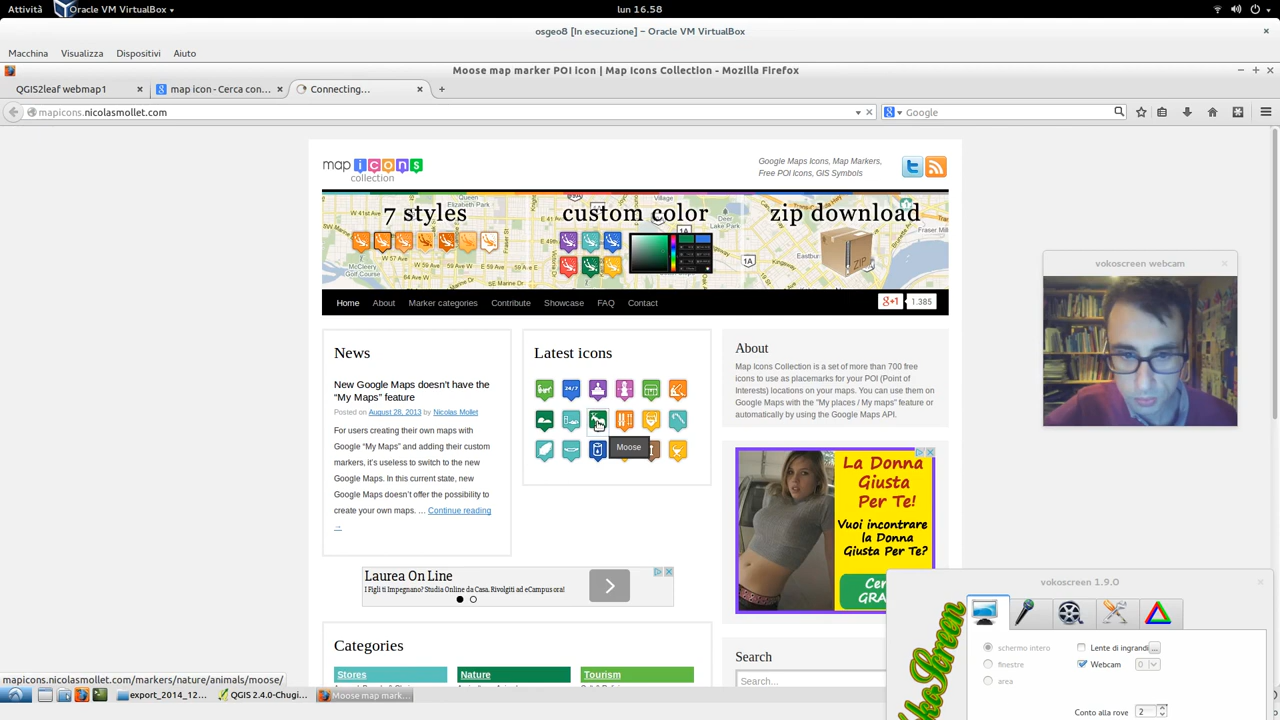 Attività
Oracle VM VirtualBox
lun 16.58
osgeo8 [In esecuzione] – Oracle VM VirtualBox
Macchina Visualizza Dispositivi Aiuto
Moose map marker POI icon | Map Icons Collection - Mozilla Firefox
QGIS2leaf webmap1
map icon - Cerca con...
Connecting...
mapicons.nicolasmollet.com
Google
map icons
collection
Google Maps Icons, Map Markers,
Free POI Icons, GIS Symbols
7 styles
custom color
zip download
Home About Marker categories Contribute Showcase FAQ Contact
g+1 1.385
News
New Google Maps doesn't have the
“My Maps” feature
Posted on August 28, 2013 by Nicolas Mollet
For users creating their own maps with
Google “My Maps” and adding their custom
markers, it's useless to switch to the new
Google Maps. In this current state, new
Google Maps doesn't offer the possibility to
create your own maps. … Continue reading
→
Latest icons
24/7
Moose
About
Map Icons Collection is a set of more than 700 free
icons to use as placemarks for your POI (Point of
Interests) locations on your maps. You can use them on
Google Maps with the "My places / My maps" feature or
automatically by using the Google Maps API.
La Donna
Giusta
Per Te!
Vuoi incontrare
la Donna
Giusta Per Te?
Laurea On Line
I Figli ti Impegnano? Studia Online da Casa. Rivolgiti ad eCampus ora!
Categories
Stores
Nature
Tourism
Search
Search...
vokoscreen webcam
vokoscreen 1.9.0
schermo intero
finestre
area
Lente di ingrandi
...
Webcam
0
Conto alla rove
2
mapicons.nicolasmollet.com/markers/nature/animals/moose/
export_2014_12...
QGIS 2.4.0-Chugi...
Moose map mark...